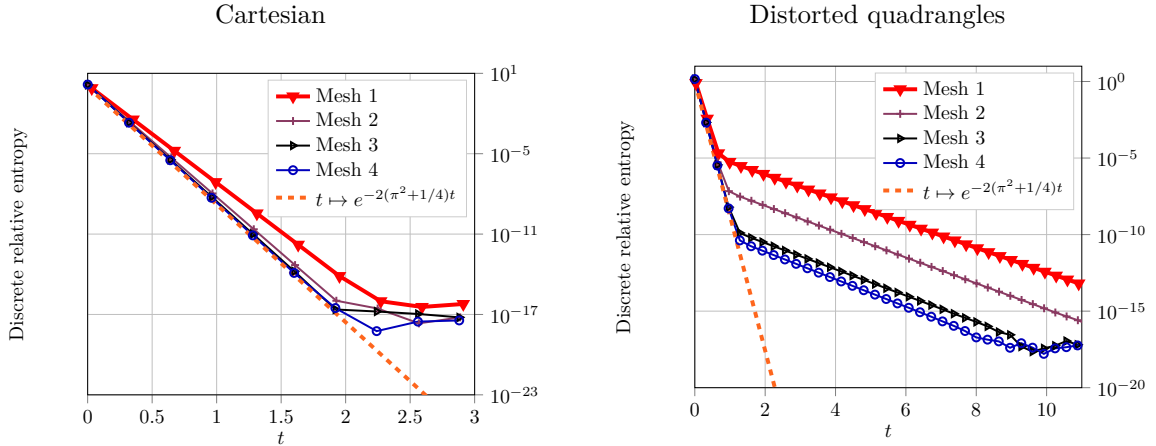 Cartesian
Discrete relative entropy
10^1
10^-5
10^-11
10^-17
10^-23
0 0.5 1 1.5 2 2.5 3
t
Mesh 1
Mesh 2
Mesh 3
Mesh 4
t ↦ e^{-2(π^2+1/4)t}
Distorted quadrangles
Discrete relative entropy
10^0
10^-5
10^-10
10^-15
10^-20
0 2 4 6 8 10
t
Mesh 1
Mesh 2
Mesh 3
Mesh 4
t ↦ e^{-2(π^2+1/4)t}